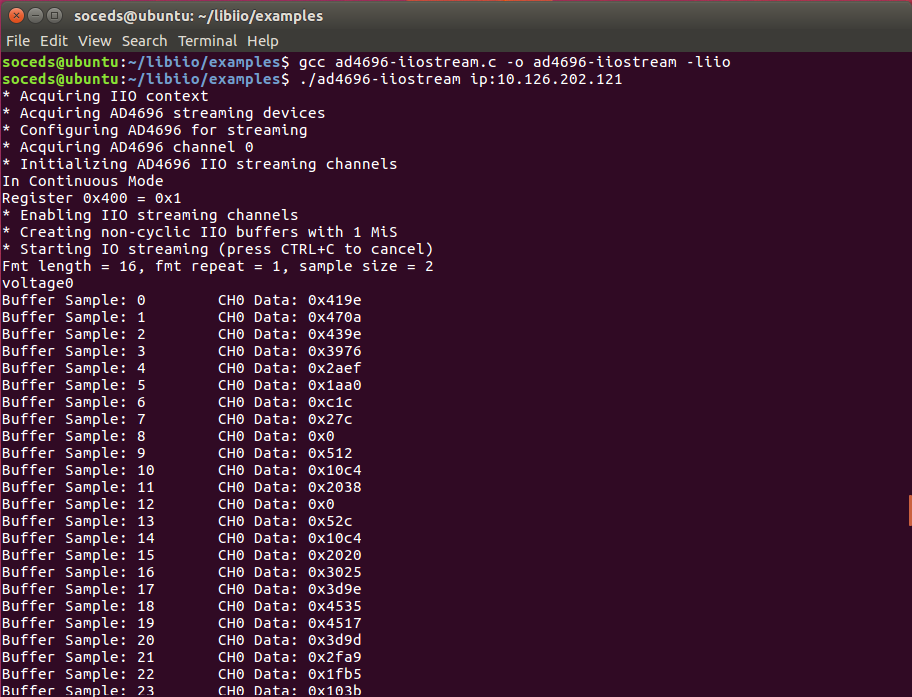 soceds@ubuntu: ~/libiio/examples
File Edit View Search Terminal Help
soceds@ubuntu:~/libiio/examples$ gcc ad4696-iiostream.c -o ad4696-iiostream -liio
soceds@ubuntu:~/libiio/examples$ ./ad4696-iiostream ip:10.126.202.121
* Acquiring IIO context
* Acquiring AD4696 streaming devices
* Configuring AD4696 for streaming
* Acquiring AD4696 channel 0
* Initializing AD4696 IIO streaming channels
In Continuous Mode
Register 0x400 = 0x1
* Enabling IIO streaming channels
* Creating non-cyclic IIO buffers with 1 MiS
* Starting IO streaming (press CTRL+C to cancel)
Fmt length = 16, fmt repeat = 1, sample size = 2
voltage0
Buffer Sample: 0 CH0 Data: 0x419e
Buffer Sample: 1 CH0 Data: 0x470a
Buffer Sample: 2 CH0 Data: 0x439e
Buffer Sample: 3 CH0 Data: 0x3976
Buffer Sample: 4 CH0 Data: 0x2aef
Buffer Sample: 5 CH0 Data: 0x1aa0
Buffer Sample: 6 CH0 Data: 0xc1c
Buffer Sample: 7 CH0 Data: 0x27c
Buffer Sample: 8 CH0 Data: 0x0
Buffer Sample: 9 CH0 Data: 0x512
Buffer Sample: 10 CH0 Data: 0x10c4
Buffer Sample: 11 CH0 Data: 0x2038
Buffer Sample: 12 CH0 Data: 0x0
Buffer Sample: 13 CH0 Data: 0x52c
Buffer Sample: 14 CH0 Data: 0x10c4
Buffer Sample: 15 CH0 Data: 0x2020
Buffer Sample: 16 CH0 Data: 0x3025
Buffer Sample: 17 CH0 Data: 0x3d9e
Buffer Sample: 18 CH0 Data: 0x4535
Buffer Sample: 19 CH0 Data: 0x4517
Buffer Sample: 20 CH0 Data: 0x3d9d
Buffer Sample: 21 CH0 Data: 0x2fa9
Buffer Sample: 22 CH0 Data: 0x1fb5
Buffer Sample: 23 CH0 Data: 0x103b